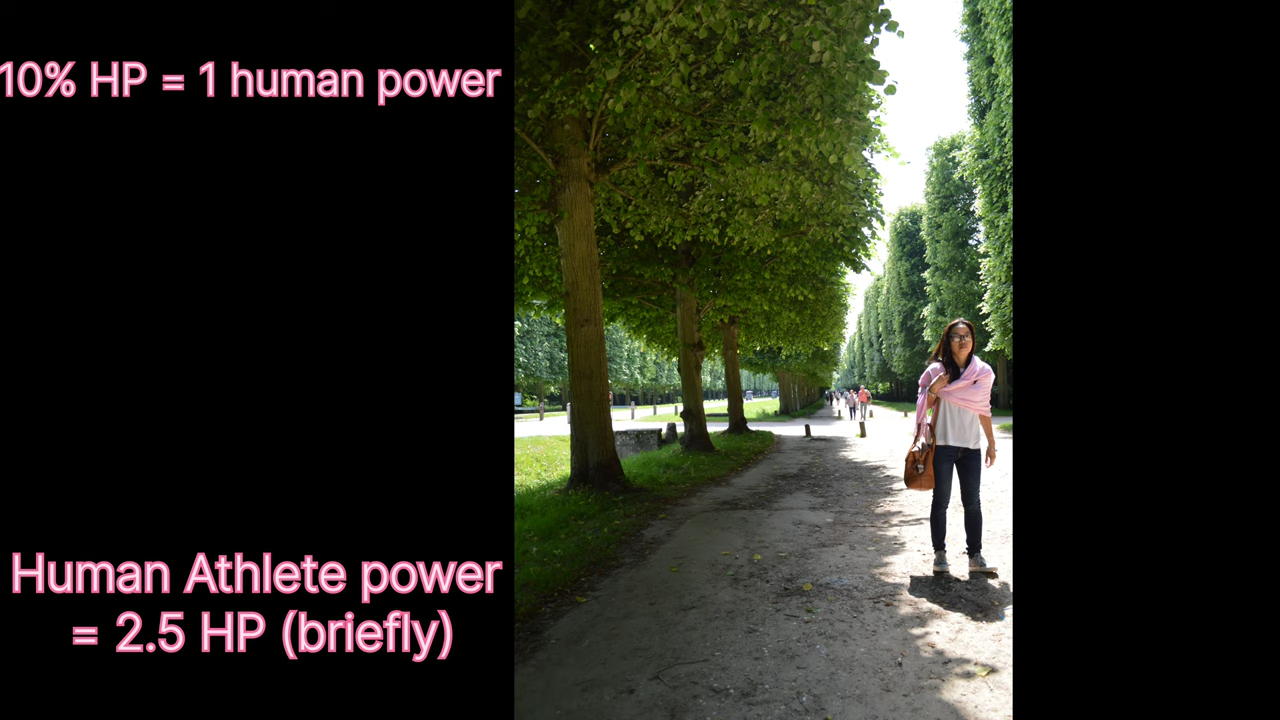 10% HP = 1 human power
Human Athlete power
= 2.5 HP (briefly)